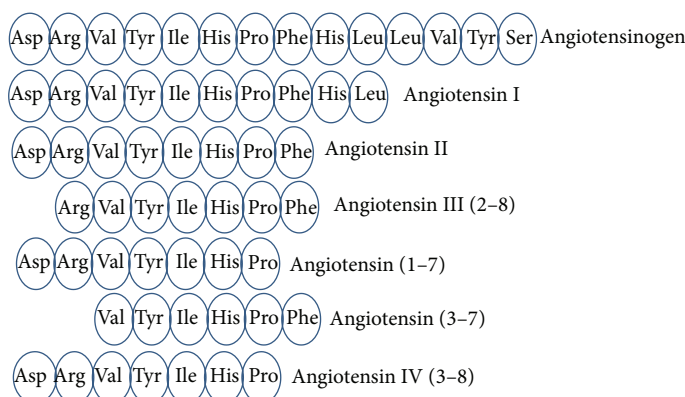 Asp Arg Val Tyr Ile His Pro Phe His Leu Leu Val Tyr Ser Angiotensinogen
Asp Arg Val Tyr Ile His Pro Phe His Leu Angiotensin I
Asp Arg Val Tyr Ile His Pro Phe Angiotensin II
Arg Val Tyr Ile His Pro Phe Angiotensin III (2–8)
Asp Arg Val Tyr Ile His Pro Angiotensin (1–7)
Val Tyr Ile His Pro Phe Angiotensin (3–7)
Asp Arg Val Tyr Ile His Pro Angiotensin IV (3–8)